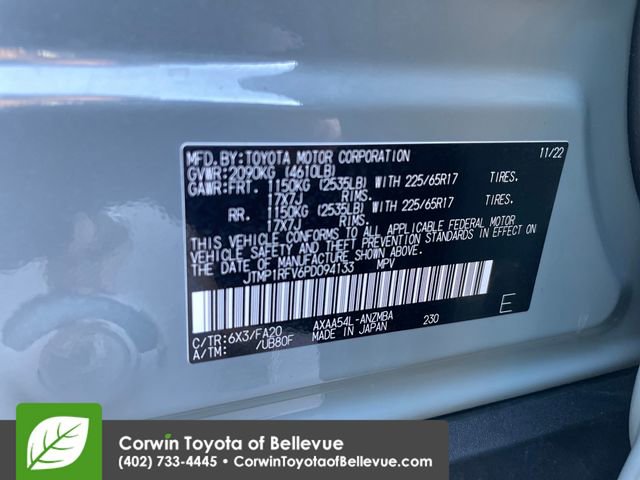 MFD.BY:TOYOTA MOTOR CORPORATION 11/22
GVWR:2090KG (4610LB)
GAWR:FRT. 1150KG (2535LB) WITH 225/65R17 TIRES.
17X7J RIMS.
RR. 1150KG (2535LB) WITH 225/65R17 TIRES.
17X7J RIMS.
THIS VEHICLE CONFORMS TO ALL APPLICABLE FEDERAL MOTOR
VEHICLE SAFETY AND THEFT PREVENTION STANDARDS IN EFFECT ON
THE DATE OF MANUFACTURE SHOWN ABOVE.
JTMP1RFV6PD094133 MPV
C/TR:6X3/FA20 AXAA54L-ANZMBA 230 E
A/TM: /UB80F MADE IN JAPAN
Corwin Toyota of Bellevue
(402) 733-4445 • CorwinToyotaofBellevue.com